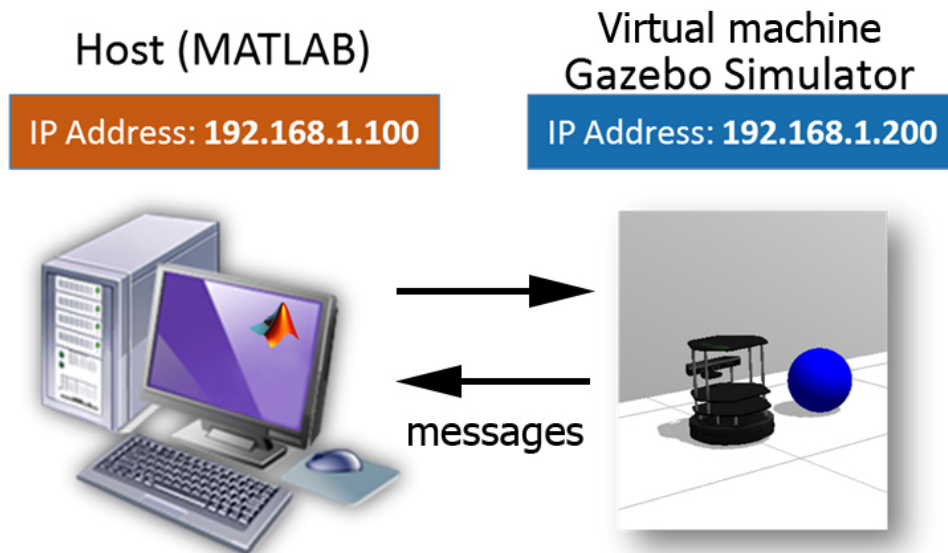 Host (MATLAB)
Virtual machine
Gazebo Simulator
IP Address: 192.168.1.100
IP Address: 192.168.1.200
messages